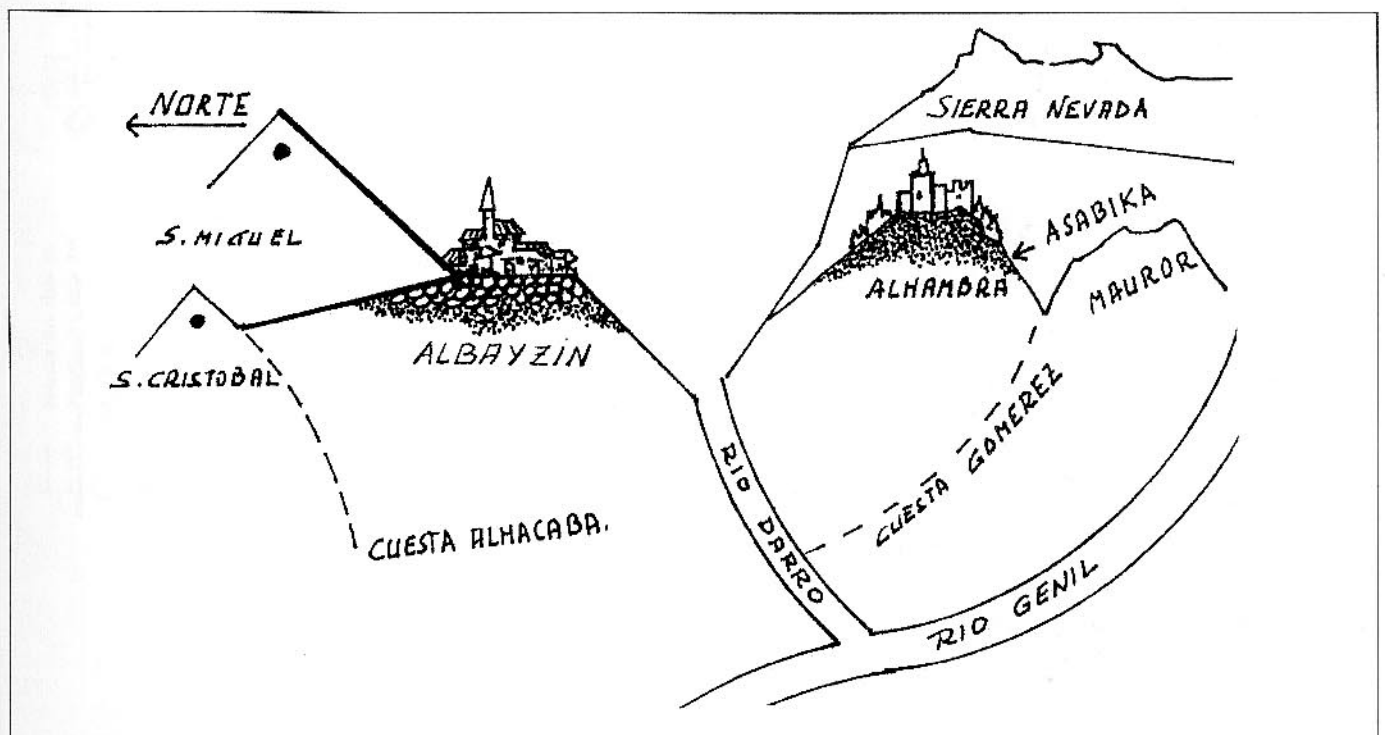 NORTE
SIERRA NEVADA
S. MIGUEL
ASABIKA
ALHAMBRA
MAUROR
S. CRISTOBAL
ALBAYZIN
CUESTA ALHACABA.
RIO DARRO
CUESTA GOMEREZ
RIO GENIL